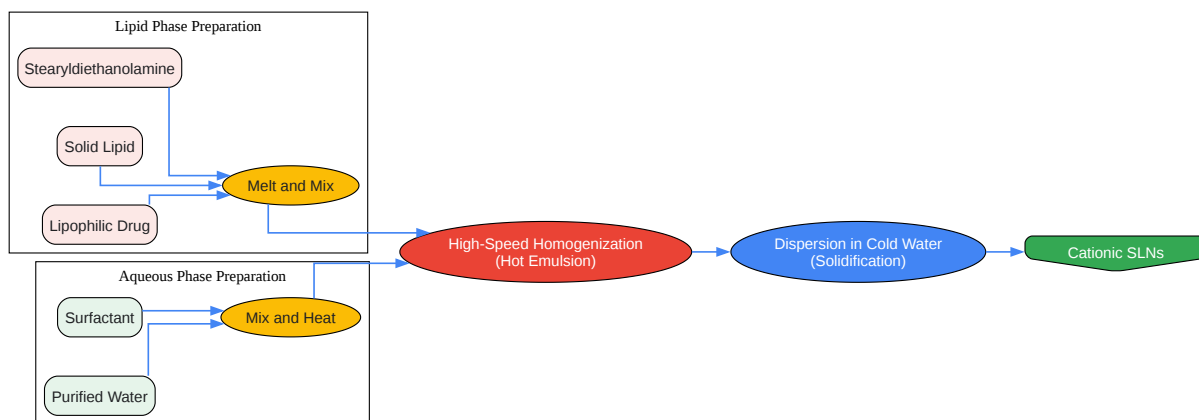 Lipid Phase Preparation
Stearyldiethanolamine
Solid Lipid
Lipophilic Drug
Melt and Mix
Aqueous Phase Preparation
Surfactant
Purified Water
Mix and Heat
High-Speed Homogenization
(Hot Emulsion)
Dispersion in Cold Water
(Solidification)
Cationic SLNs